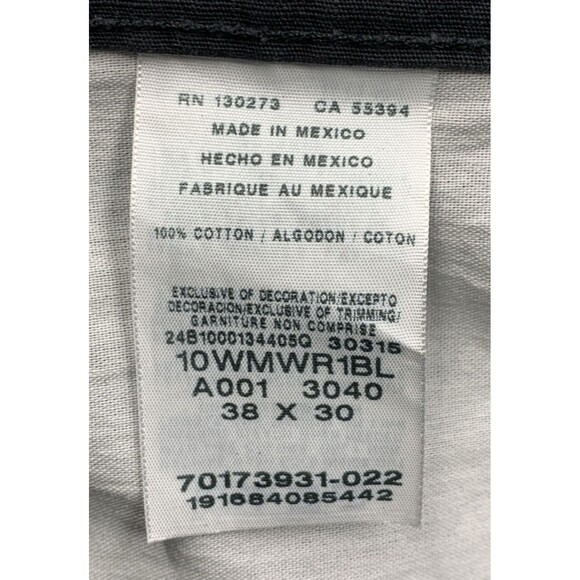 RN 130273 CA 55394
MADE IN MEXICO
HECHO EN MEXICO
FABRIQUE AU MEXIQUE
100% COTTON / ALGODON / COTON
EXCLUSIVE OF DECORATION/EXCEPTO
DECORACION/EXCLUSIVE OF TRIMMING/
GARNITURE NON COMPRISE
24B1000134405Q 30315
10WMWR1BL
A001 3040
38 X 30
70173931-022
191684085442